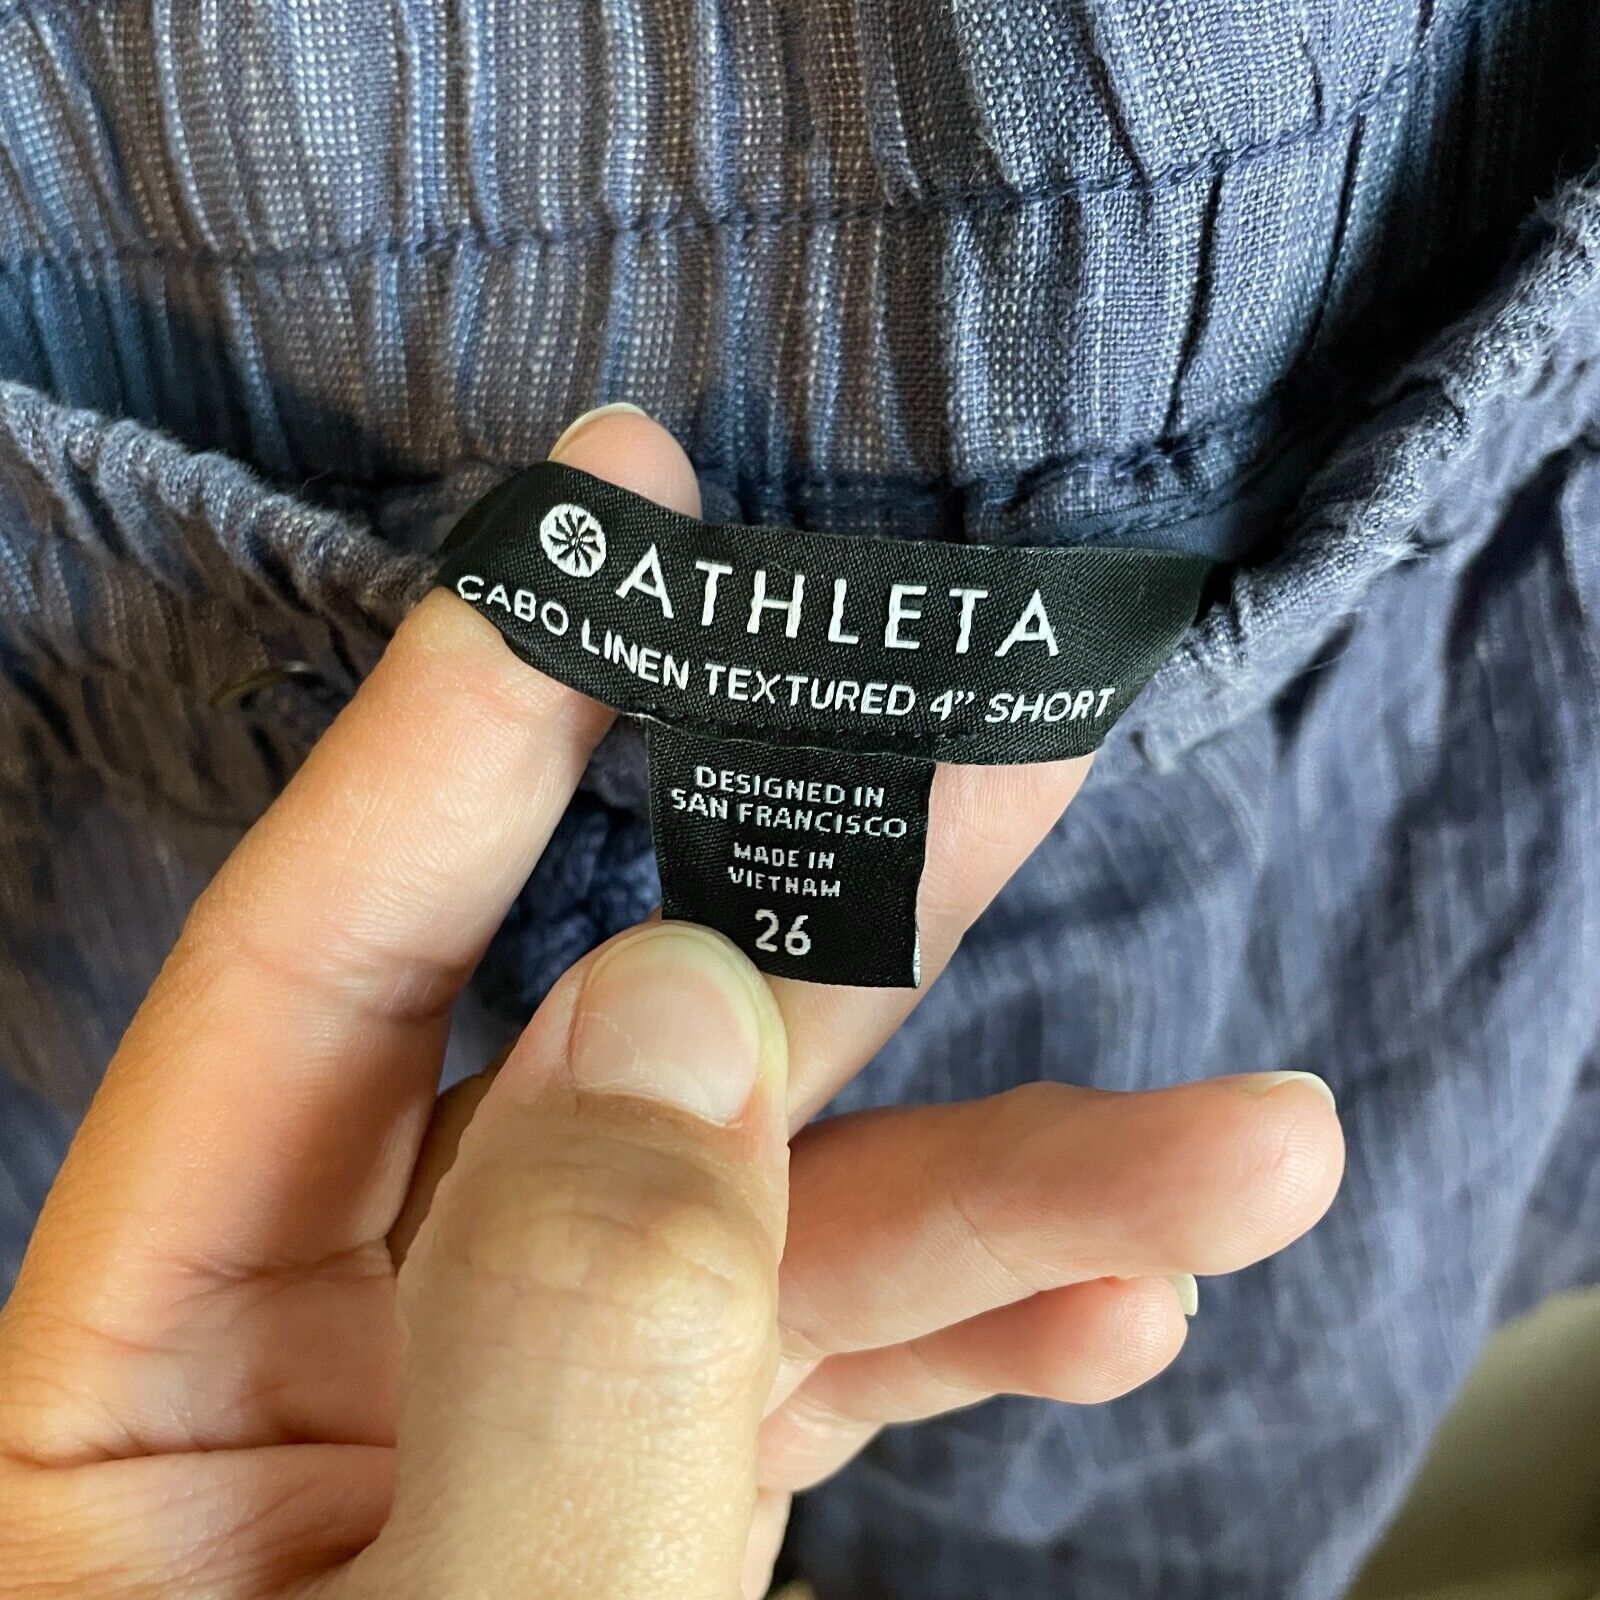 ATHLETA
CABO LINEN TEXTURED 4" SHORT
DESIGNED IN
SAN FRANCISCO
MADE IN
VIETNAM
26